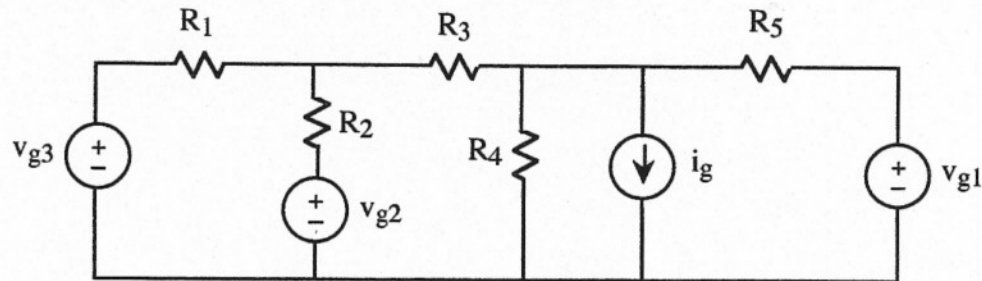 R1
R3
R5
R2
R4
vg3
+
−
vg2
+
−
ig
vg1
+
−